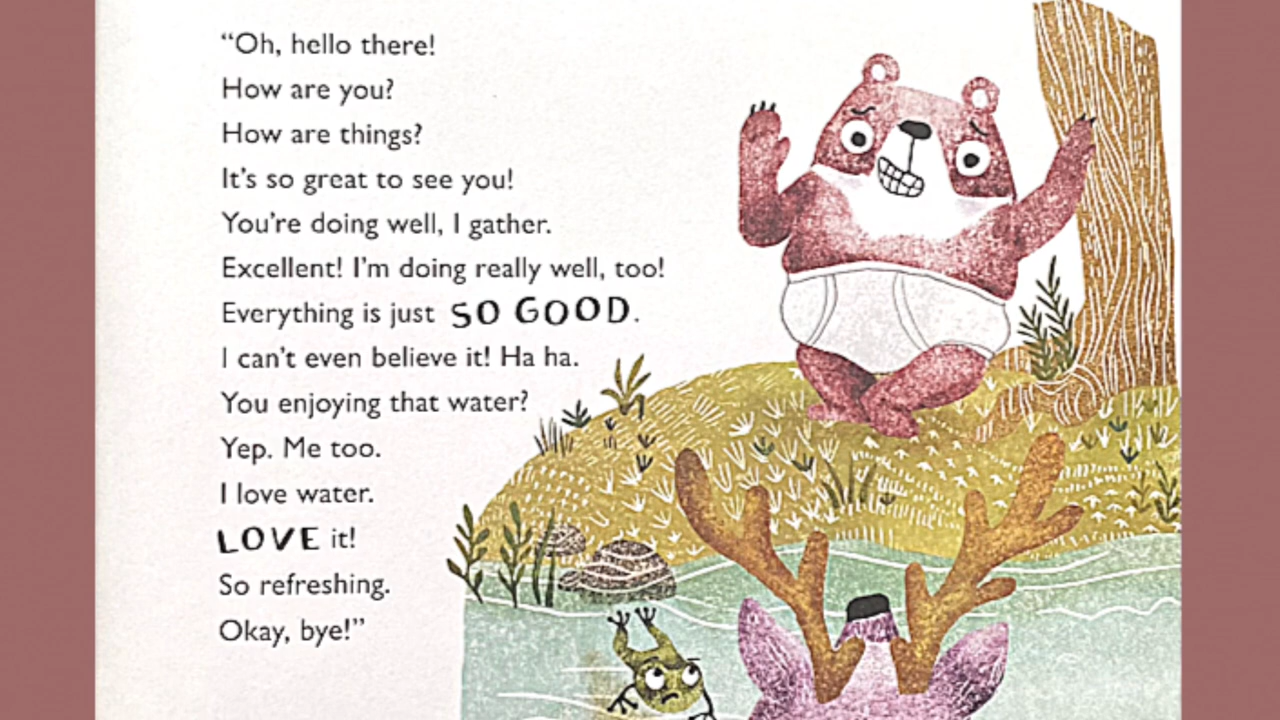 “Oh, hello there!
How are you?
How are things?
It’s so great to see you!
You’re doing well, I gather.
Excellent! I’m doing really well, too!
Everything is just SO GOOD.
I can’t even believe it! Ha ha.
You enjoying that water?
Yep. Me too.
I love water.
LOVE it!
So refreshing.
Okay, bye!”